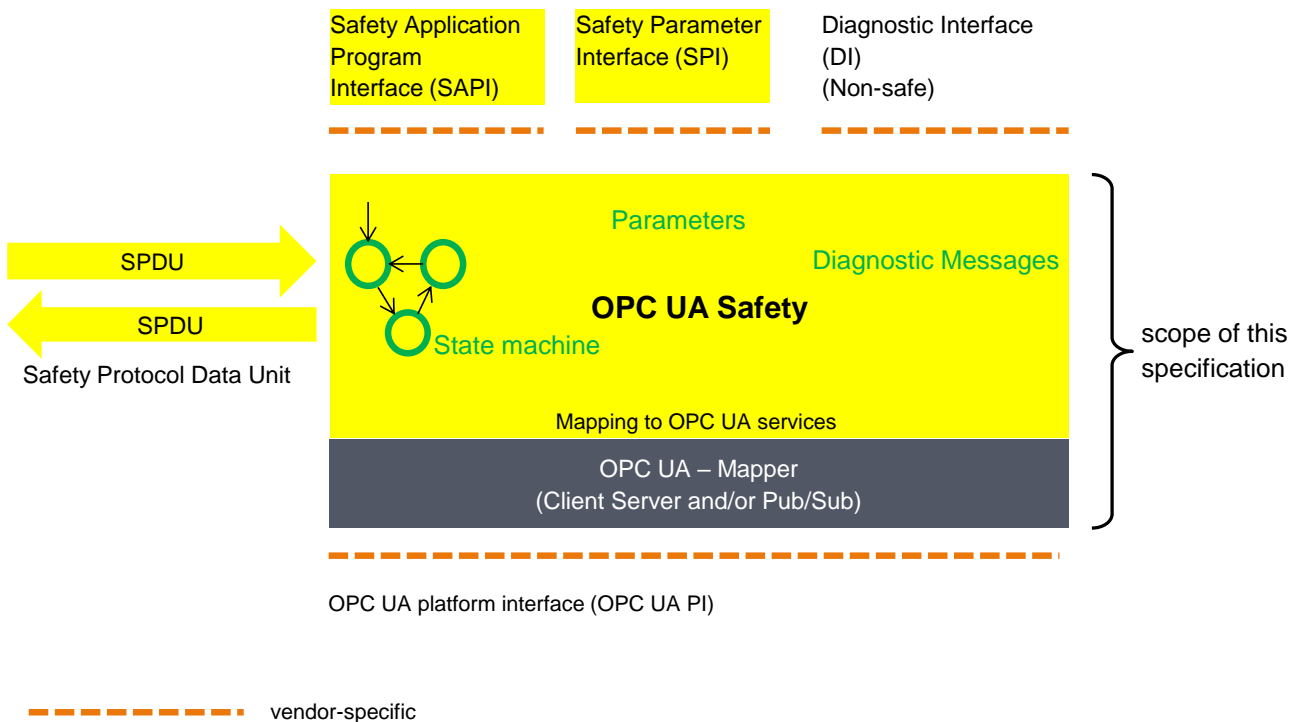 Safety Application
Program
Interface (SAPI)
Safety Parameter
Interface (SPI)
Diagnostic Interface
(DI)
(Non-safe)
Parameters
Diagnostic Messages
SPDU
OPC UA Safety
SPDU
State machine
Safety Protocol Data Unit
scope of this
specification
Mapping to OPC UA services
OPC UA – Mapper
(Client Server and/or Pub/Sub)
OPC UA platform interface (OPC UA PI)
vendor-specific